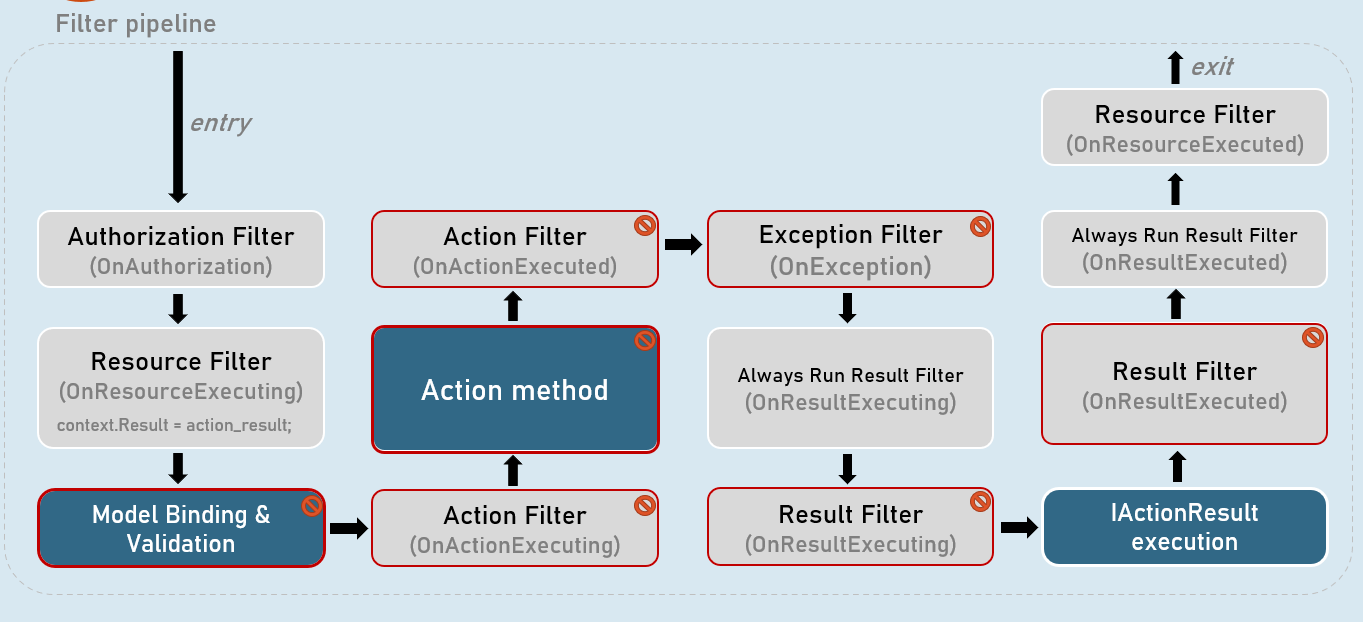 Filter pipeline
entry
Authorization Filter
(OnAuthorization)
Resource Filter
(OnResourceExecuting)
context.Result = action_result;
Model Binding &
Validation
Action Filter
(OnActionExecuting)
Action method
Action Filter
(OnActionExecuted)
Exception Filter
(OnException)
Always Run Result Filter
(OnResultExecuting)
Result Filter
(OnResultExecuting)
IActionResult
execution
Result Filter
(OnResultExecuted)
Always Run Result Filter
(OnResultExecuted)
Resource Filter
(OnResourceExecuted)
exit